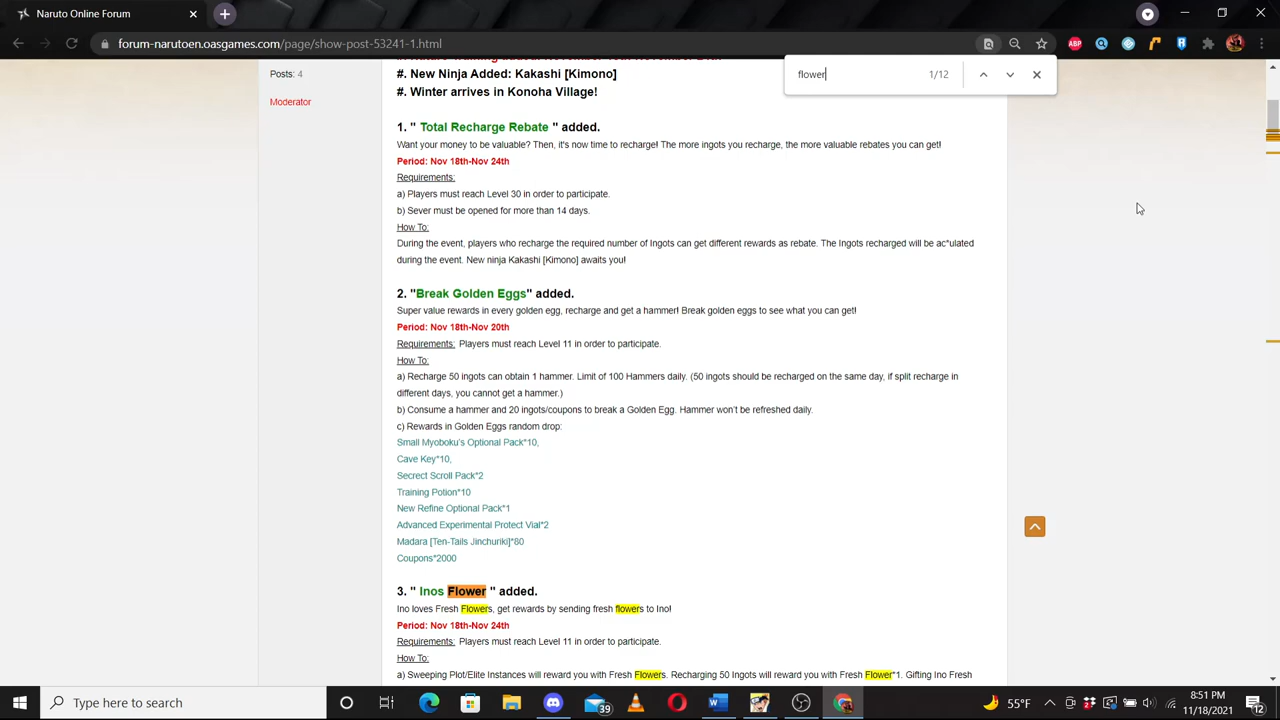 Naruto Online Forum
forum-narutoen.oasgames.com/page/show-post-53241-1.html
flower
1/12
Posts: 4
Moderator
#. New Ninja Added: Kakashi [Kimono]
#. Winter arrives in Konoha Village!
1. " Total Recharge Rebate " added.
Want your money to be valuable? Then, it's now time to recharge! The more ingots you recharge, the more valuable rebates you can get!
Period: Nov 18th-Nov 24th
Requirements:
a) Players must reach Level 30 in order to participate.
b) Sever must be opened for more than 14 days.
How To:
During the event, players who recharge the required number of Ingots can get different rewards as rebate. The Ingots recharged will be ac*ulated
during the event. New ninja Kakashi [Kimono] awaits you!
2. "Break Golden Eggs" added.
Super value rewards in every golden egg, recharge and get a hammer! Break golden eggs to see what you can get!
Period: Nov 18th-Nov 20th
Requirements: Players must reach Level 11 in order to participate.
How To:
a) Recharge 50 ingots can obtain 1 hammer. Limit of 100 Hammers daily. (50 ingots should be recharged on the same day, if split recharge in
different days, you cannot get a hammer.)
b) Consume a hammer and 20 ingots/coupons to break a Golden Egg. Hammer won't be refreshed daily.
c) Rewards in Golden Eggs random drop:
Small Myoboku's Optional Pack*10,
Cave Key*10,
Secrect Scroll Pack*2
Training Potion*10
New Refine Optional Pack*1
Advanced Experimental Protect Vial*2
Madara [Ten-Tails Jinchuriki]*80
Coupons*2000
3. " Inos Flower " added.
Ino loves Fresh Flowers, get rewards by sending fresh flowers to Ino!
Period: Nov 18th-Nov 24th
Requirements: Players must reach Level 11 in order to participate.
How To:
a) Sweeping Plot/Elite Instances will reward you with Fresh Flowers. Recharging 50 Ingots will reward you with Fresh Flower*1. Gifting Ino Fresh
Type here to search
39
55°F
8:51 PM
11/18/2021
12